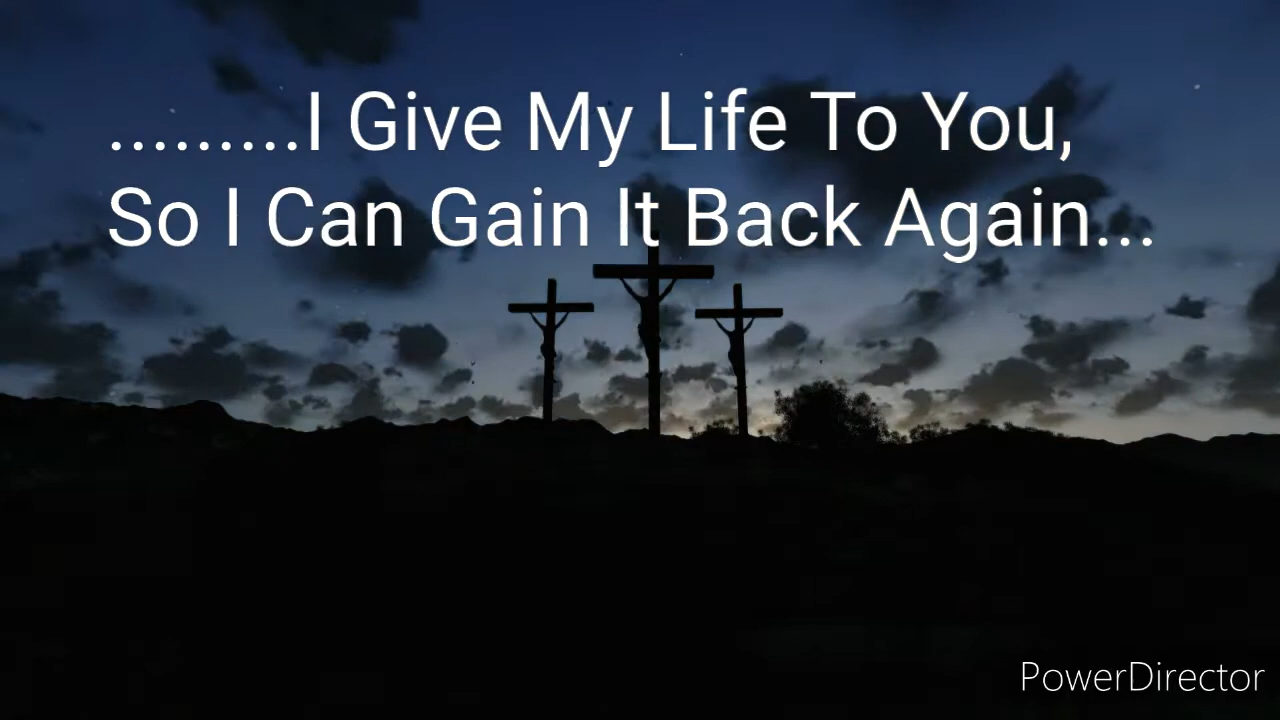 .........I Give My Life To You,
So I Can Gain It Back Again...
PowerDirector